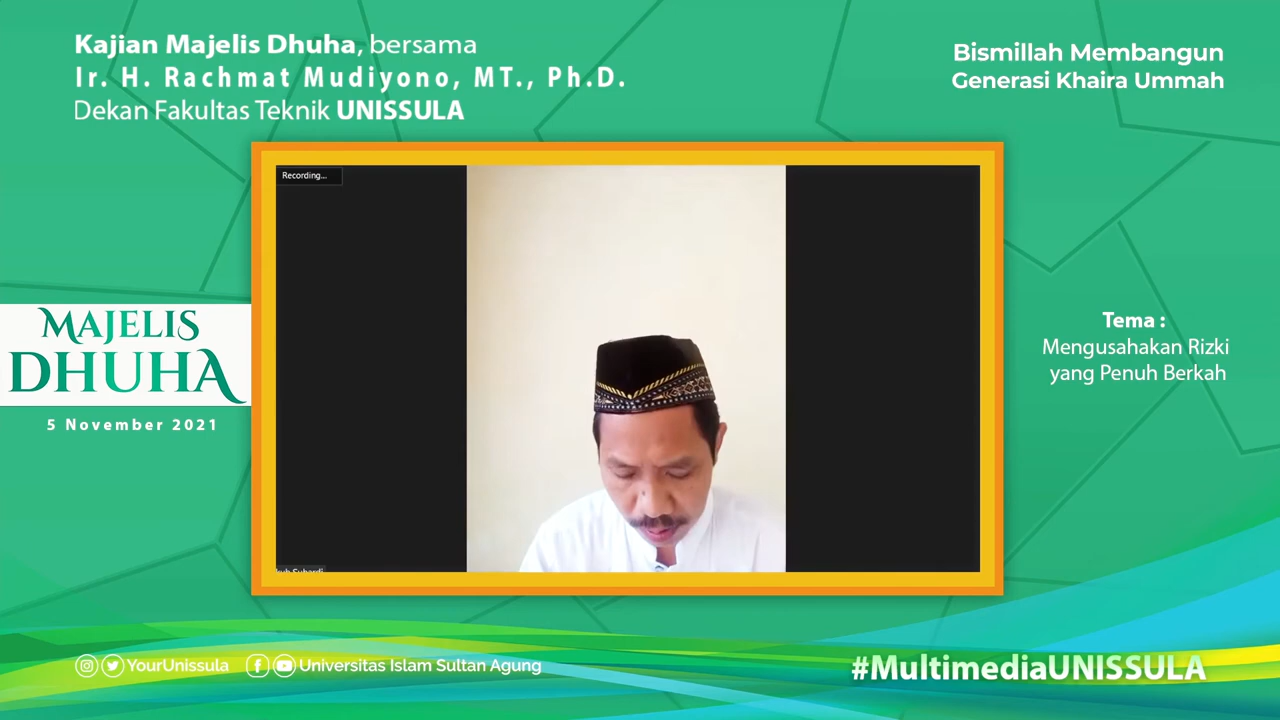 Kajian Majelis Dhuha, bersama
Ir. H. Rachmat Mudiyono, MT., Ph.D.
Dekan Fakultas Teknik UNISSULA
Bismillah Membangun
Generasi Khaira Ummah
Recording...
MAJELIS
DHUHA
5 November 2021
Tema :
Mengusahakan Rizki
yang Penuh Berkah
YourUnissula
Universitas Islam Sultan Agung
#MultimediaUNISSULA